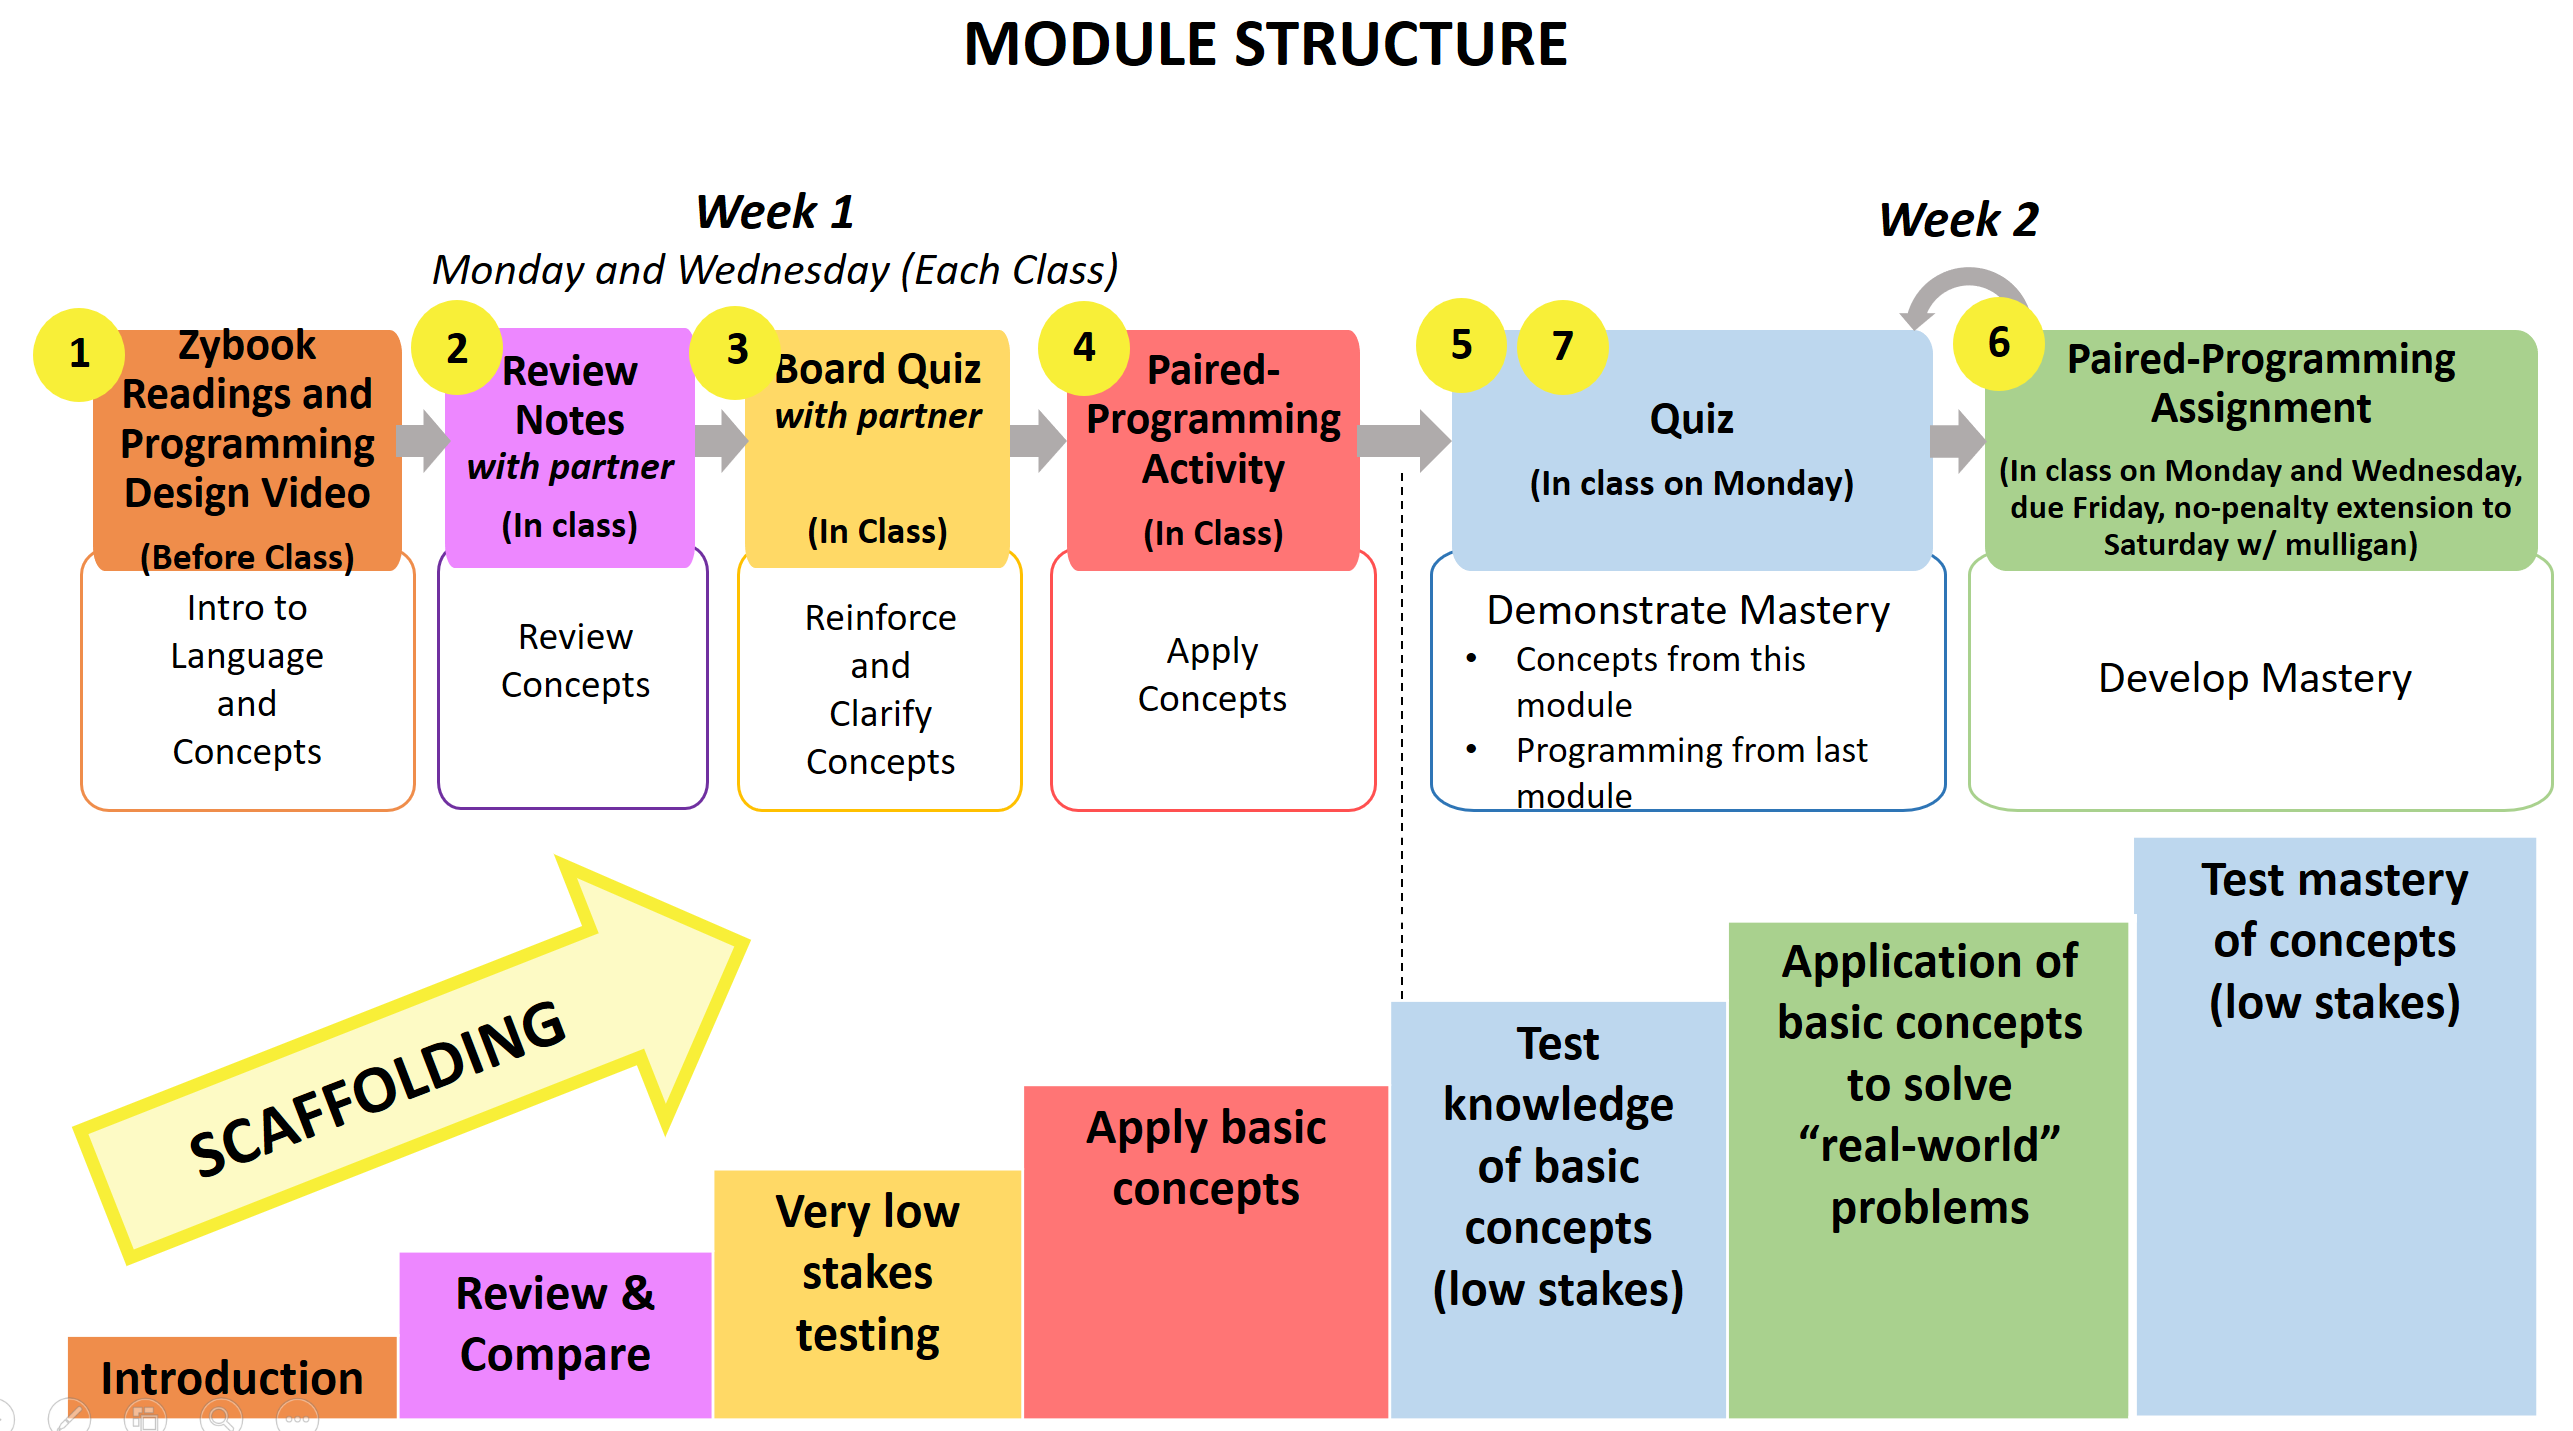 MODULE STRUCTURE
Week 1
Monday and Wednesday (Each Class)
Week 2
1
Zybook
Readings and
Programming
Design Video
(Before Class)
Intro to
Language
and
Concepts
2
Review
Notes
with partner
(In class)
Review
Concepts
3
Board Quiz
with partner
(In Class)
Reinforce
and
Clarify
Concepts
4
Paired-
Programming
Activity
(In Class)
Apply
Concepts
5
7
Quiz
(In class on Monday)
Demonstrate Mastery
• Concepts from this
module
• Programming from last
module
6
Paired-Programming
Assignment
(In class on Monday and Wednesday,
due Friday, no-penalty extension to
Saturday w/ mulligan)
Develop Mastery
SCAFFOLDING
Introduction
Review &
Compare
Very low
stakes
testing
Apply basic
concepts
Test
knowledge
of basic
concepts
(low stakes)
Application of
basic concepts
to solve
“real-world”
problems
Test mastery
of concepts
(low stakes)